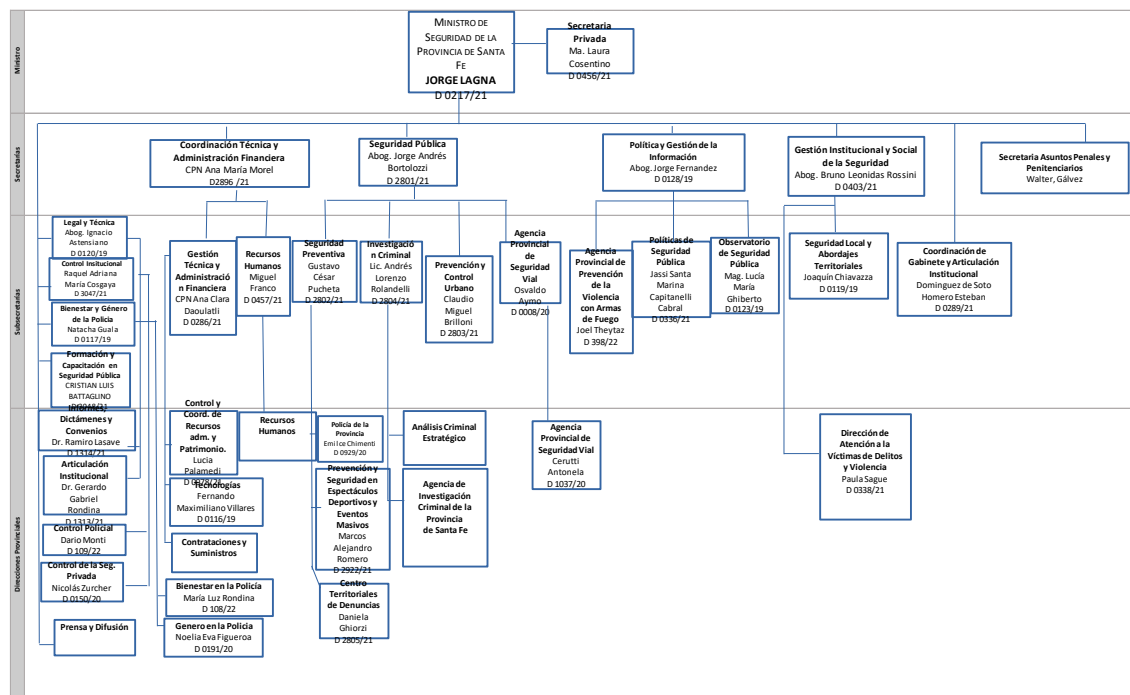 Ministro
MINISTRO DE
SEGURIDAD DE LA
PROVINCIA DE SANTA
FE
JORGE LAGNA
D 0217/21
Secretaria
Privada
Ma. Laura
Cosentino
D 0456/21
Secretarías
Coordinación Técnica y
Administración Financiera
CPN Ana María Morel
D2896 /21
Seguridad Pública
Abog. Jorge Andrés
Bortolozzi
D 2801/21
Política y Gestión de la
Información
Abog. Jorge Fernandez
D 0128/19
Gestión Institucional y Social
de la Seguridad
Abog. Bruno Leonidas Rossini
D 0403/21
Secretaria Asuntos Penales y
Penitenciarios
Walter, Gálvez
Subsecretarías
Legal y Técnica
Abog. Ignacio
Astensiano
D 0120/19
Control Insitucional
Raquel Adriana
María Cosgaya
D 3047/21
Bienestar y Género
de la Policia
Natacha Guala
D 0117/19
Formación y
Capacitación en
Seguridad Pública
CRISTIAN LUIS
BATTAGLINO
Gestión
Técnica y
Administració
n Financiera
CPN Ana Clara
Daoulatli
D 0286/21
Recursos
Humanos
Miguel
Franco
D 0457/21
Seguridad
Preventiva
Gustavo
César
Pucheta
D 2802/21
Investigació
n Criminal
Lic. Andrés
Lorenzo
Rolandelli
D 2804/21
Prevención y
Control
Urbano
Claudio
Miguel
Brilloni
D 2803/21
Agencia
Provincial
de Seguridad
Vial
Osvaldo
Aymo
D 0008/20
Agencia
Provincial de
Prevención de
la Violencia
con Armas de
Fuego
Joel Theytaz
D 398/22
Políticas de
Seguridad
Pública
Jassi Santa
Marina
Capitanelli
Cabral
D 0336/21
Observatorio
de Seguridad
Pública
Mag. Lucía
María
Ghiberto
D 0123/19
Seguridad Local y
Abordajes
Territoriales
Joaquín Chiavazza
D 0119/19
Coordinación de
Gabinete y Articulación
Institucional
Dominguez de Soto
Homero Esteban
D 0289/21
Direcciones Provinciales
Informes,
Dictámenes y
Convenios
Dr. Ramiro Lasave
D 1314/21
Articulación
Institucional
Dr. Gerardo
Gabriel
Rondina
D 1313/21
Control Policial
Dario Monti
D 109/22
Control de la Seg.
Privada
Nicolás Zurcher
D 0150/20
Prensa y Difusión
Control y
Coord. de
Recursos
adm. y
Patrimonio.
Lucia
Palamedi
Tecnologías
Fernando
Maximiliano Villares
D 0116/19
Contrataciones y
Suministros
Bienestar en la Policía
María Luz Rondina
D 108/22
Genero en la Policia
Noelia Eva Figueroa
D 0191/20
Recursos
Humanos
Policía de la
Provincia
Emilce Chimenti
D 0929/20
Prevención y
Seguridad en
Espectáculos
Deportivos y
Eventos
Masivos
Marcos
Alejandro
Romero
D 2922/21
Centro
Territoriales
de Denuncias
Daniela
Ghiorzi
D 2805/21
Análisis Criminal
Estratégico
Agencia de
Investigación
Criminal de la
Provincia
de Santa Fe
Agencia
Provincial de
Seguridad Vial
Cerutti
Antonela
D 1037/20
Dirección de
Atención a la
Víctimas de Delitos
y Violencia
Paula Sague
D 0338/21